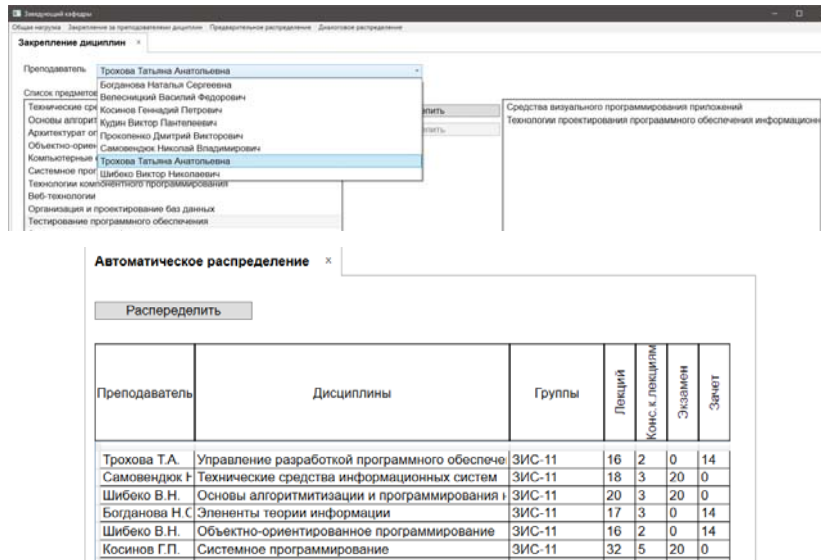 Заведующий кафедры
Общая нагрузка Закрепление за преподавателями дициплин Предварительное распределение Диалоговое распределение
Закрепление дициплин ×
Преподаватель Трохова Татьяна Анатольевна
Богданова Наталья Сергеевна
Список предметов
Велесницкий Василий Федорович
Технические сре
Косинов Геннадий Петрович
Средства визуального программирования приложений
Основы алгорит
Кудин Виктор Пантелеевич
Технологии проектирования программного обеспечения информационн
Архитектурат ог
Прокопенко Дмитрий Викторович
Объектно-ориен
Самовендюк Николай Владимирович
Компьютерные
Трохова Татьяна Анатольевна
Системное прог
Шибеко Виктор Николаевич
Технологии компонентного программирования
Веб-технологии
Организация и проектирование баз данных
Тестирование программного обеспечения
Автоматическое распределение ×
Распеределить
Преподаватель Дисциплины Группы Лекций Конс.к лекциям Экзамен Зачет
Трохова Т.А. Управление разработкой программного обеспече ЗИС-11 16 2 0 14
Самовендюк Н Технические средства информационных систем ЗИС-11 18 3 20 0
Шибеко В.Н. Основы алгоритмитизации и программирования н ЗИС-11 20 3 20 0
Богданова Н.С Элененты теории информации ЗИС-11 17 3 0 14
Шибеко В.Н. Объектно-ориентированное программирование ЗИС-11 16 2 0 14
Косинов Г.П. Системное программирование ЗИС-11 32 5 20 0